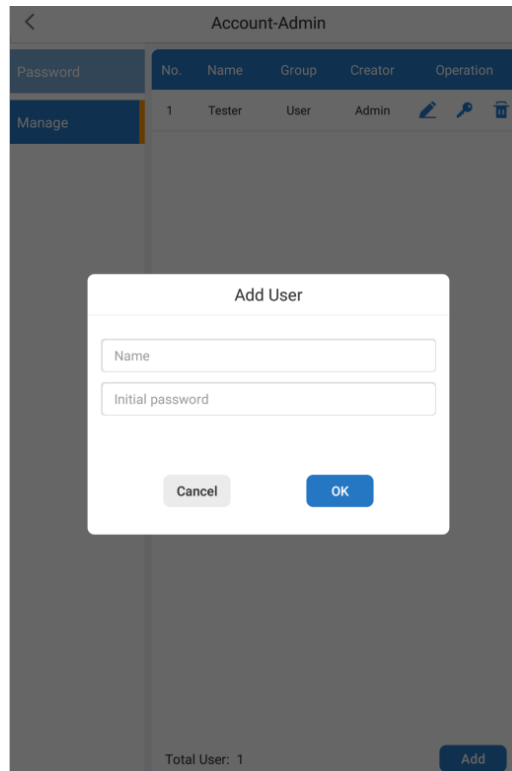 Account-Admin
Password
Manage
No. Name Group Creator Operation
1 Tester User Admin
Add User
Name
Initial password
Cancel OK
Total User: 1 Add